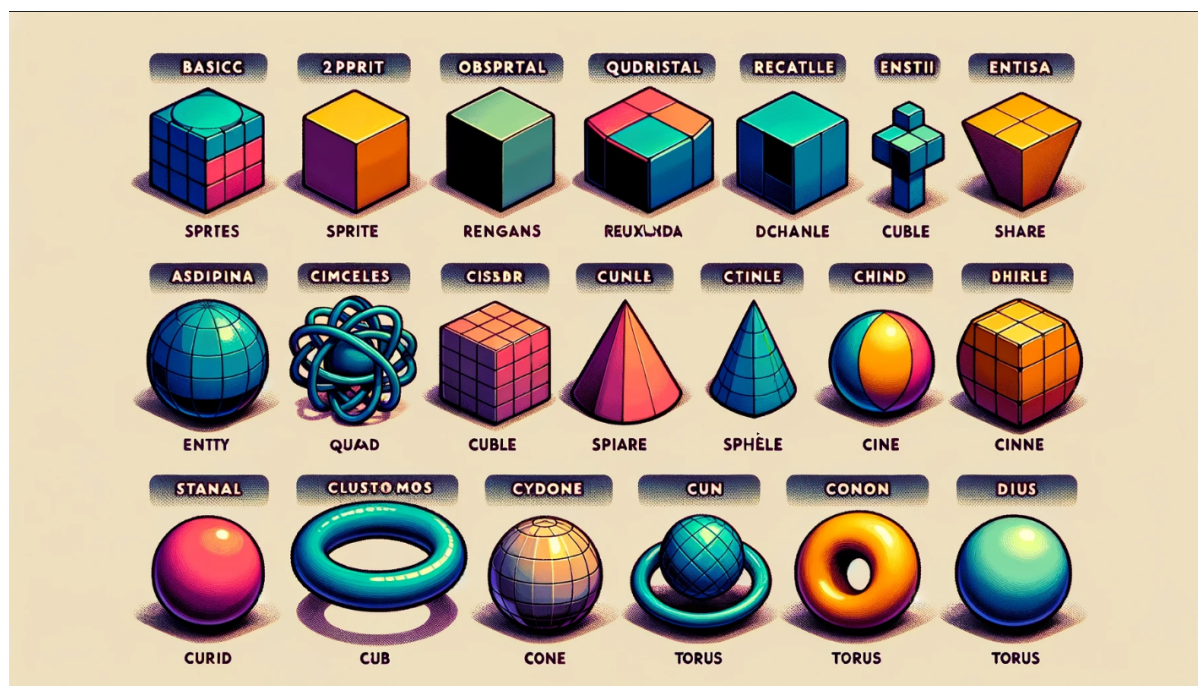 BASICC 2PPRIT OBSPRTAL QUDRISTAL RECATLLE ENSTII ENTISA
SPRTES SPRITE RENGANS DCHANLE CUBLE SHARE
ASDIPINA CIMCELES CISSBR CUNLE CTINLE CHIND DHIRLE
ENTTY QUAD CUBLE SPIARE SPHÈLE CINE CINNE
STANAL CLUSTOMOS CYDONE CUN CONON DIUS
CURID CUB CONE TORUS TORUS TORUS